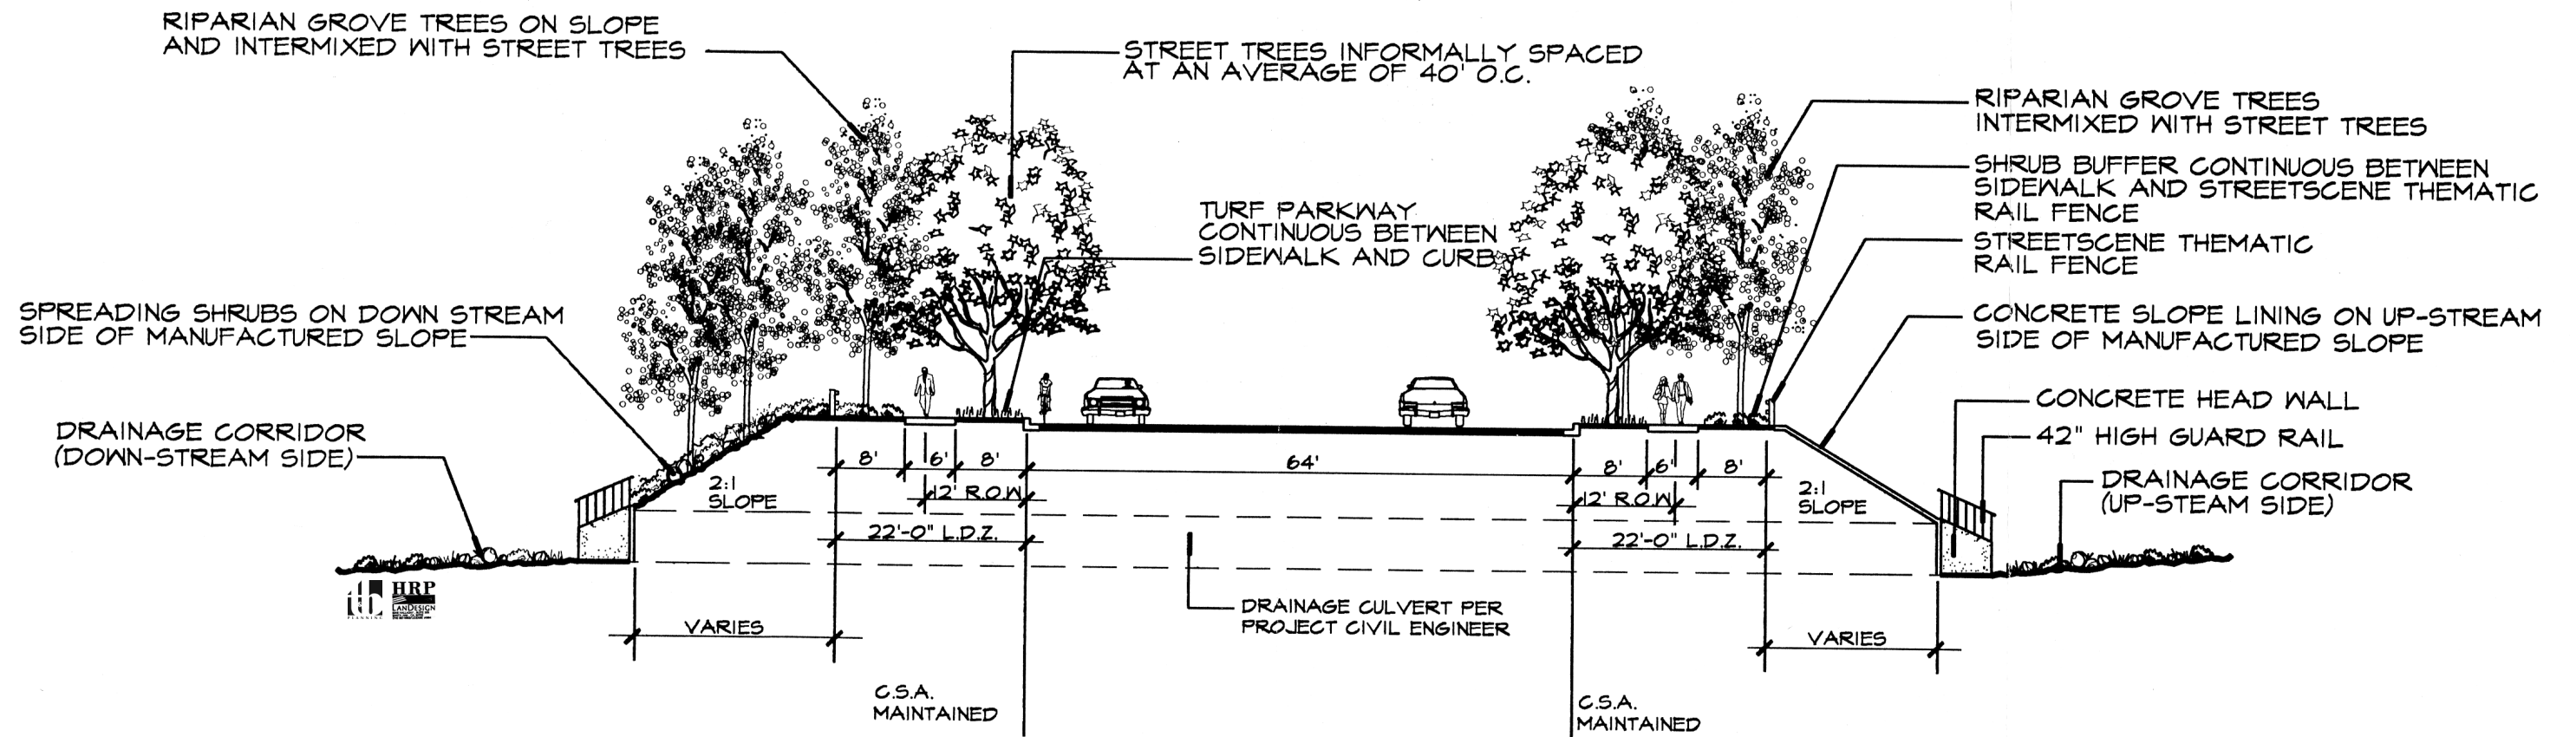 RIPARIAN GROVE TREES ON SLOPE
AND INTERMIXED WITH STREET TREES
STREET TREES INFORMALLY SPACED
AT AN AVERAGE OF 40' O.C.
RIPARIAN GROVE TREES
INTERMIXED WITH STREET TREES
SHRUB BUFFER CONTINUOUS BETWEEN
SIDEWALK AND STREETSCENE THEMATIC
RAIL FENCE
TURF PARKWAY
CONTINUOUS BETWEEN
SIDEWALK AND CURB
STREETSCENE THEMATIC
RAIL FENCE
SPREADING SHRUBS ON DOWN STREAM
SIDE OF MANUFACTURED SLOPE
CONCRETE SLOPE LINING ON UP-STREAM
SIDE OF MANUFACTURED SLOPE
CONCRETE HEAD WALL
42" HIGH GUARD RAIL
DRAINAGE CORRIDOR
(DOWN-STREAM SIDE)
DRAINAGE CORRIDOR
(UP-STEAM SIDE)
8' 6' 8' 64' 8' 6' 8'
2:1
SLOPE
12' R.O.W
12' R.O.W
2:1
SLOPE
22'-0" L.D.Z.
22'-0" L.D.Z.
HRP
LANDESIGN
PLANNING
DRAINAGE CULVERT PER
PROJECT CIVIL ENGINEER
VARIES
VARIES
C.S.A.
MAINTAINED
C.S.A.
MAINTAINED